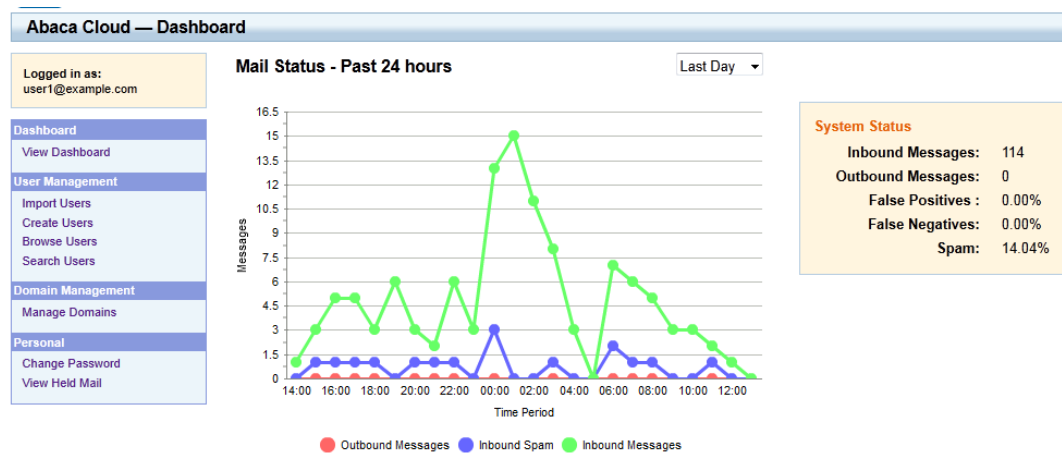 Abaca Cloud — Dashboard
Logged in as:
user1@example.com
Dashboard
View Dashboard
User Management
Import Users
Create Users
Browse Users
Search Users
Domain Management
Manage Domains
Personal
Change Password
View Held Mail
Mail Status - Past 24 hours
Last Day
Messages
16.5
15
13.5
12
10.5
9
7.5
6
4.5
3
1.5
0
14:00 16:00 18:00 20:00 22:00 00:00 02:00 04:00 06:00 08:00 10:00 12:00
Time Period
Outbound Messages Inbound Spam Inbound Messages
System Status
Inbound Messages: 114
Outbound Messages: 0
False Positives : 0.00%
False Negatives: 0.00%
Spam: 14.04%